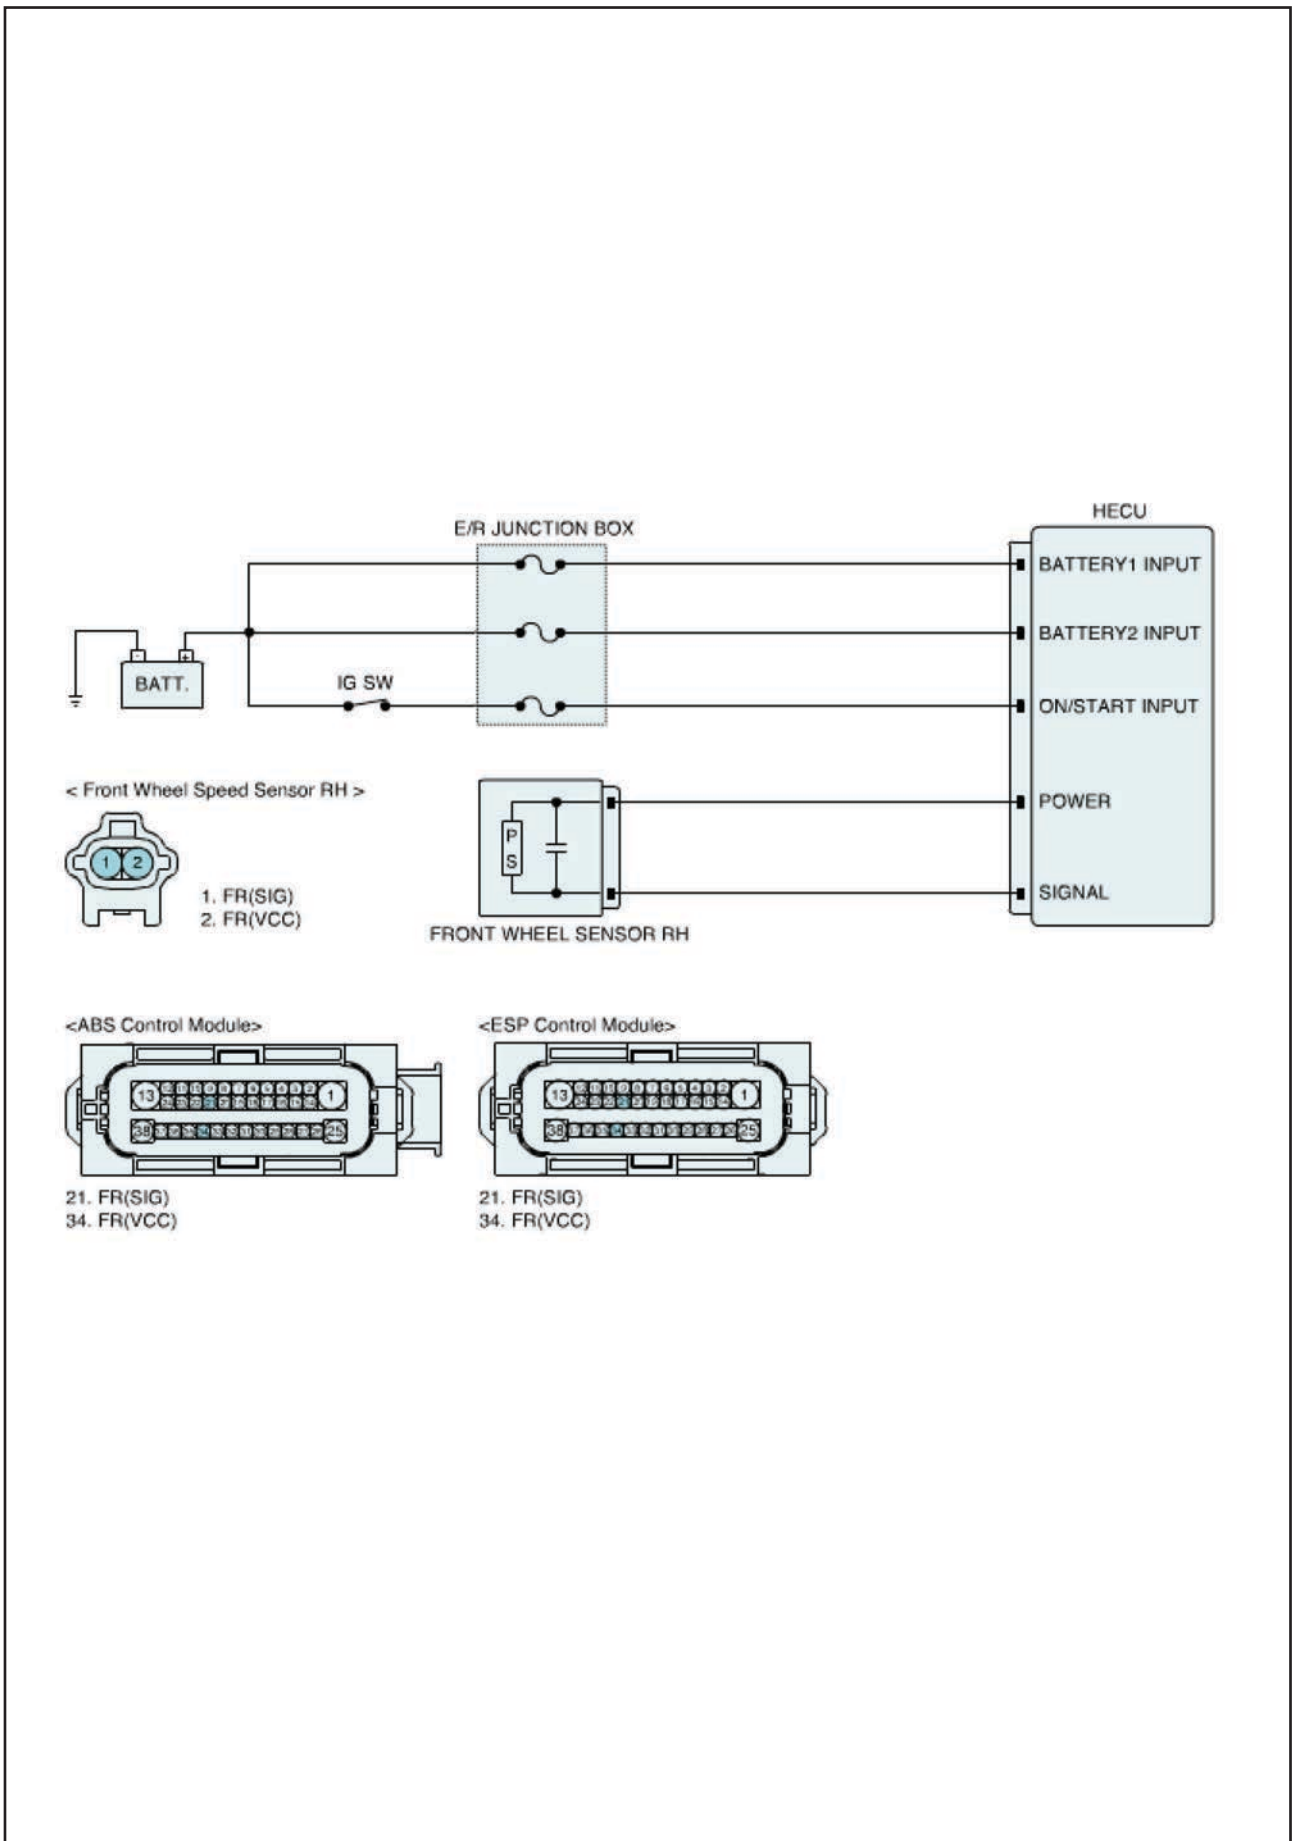 HECU
E/R JUNCTION BOX
BATTERY1 INPUT
BATTERY2 INPUT
- +
BATT.
IG SW
ON/START INPUT
< Front Wheel Speed Sensor RH >
POWER
P
S
1 2
1. FR(SIG)
2. FR(VCC)
SIGNAL
FRONT WHEEL SENSOR RH
<ABS Control Module>
13 1
38 25
21. FR(SIG)
34. FR(VCC)
<ESP Control Module>
13 1
38 25
21. FR(SIG)
34. FR(VCC)